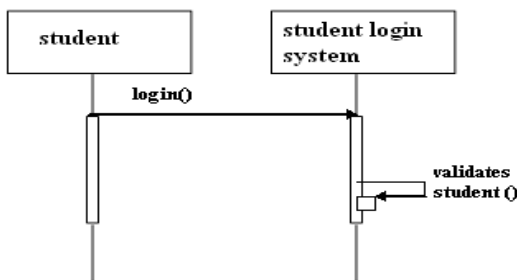 student
student login
system
login()
validates
student ()